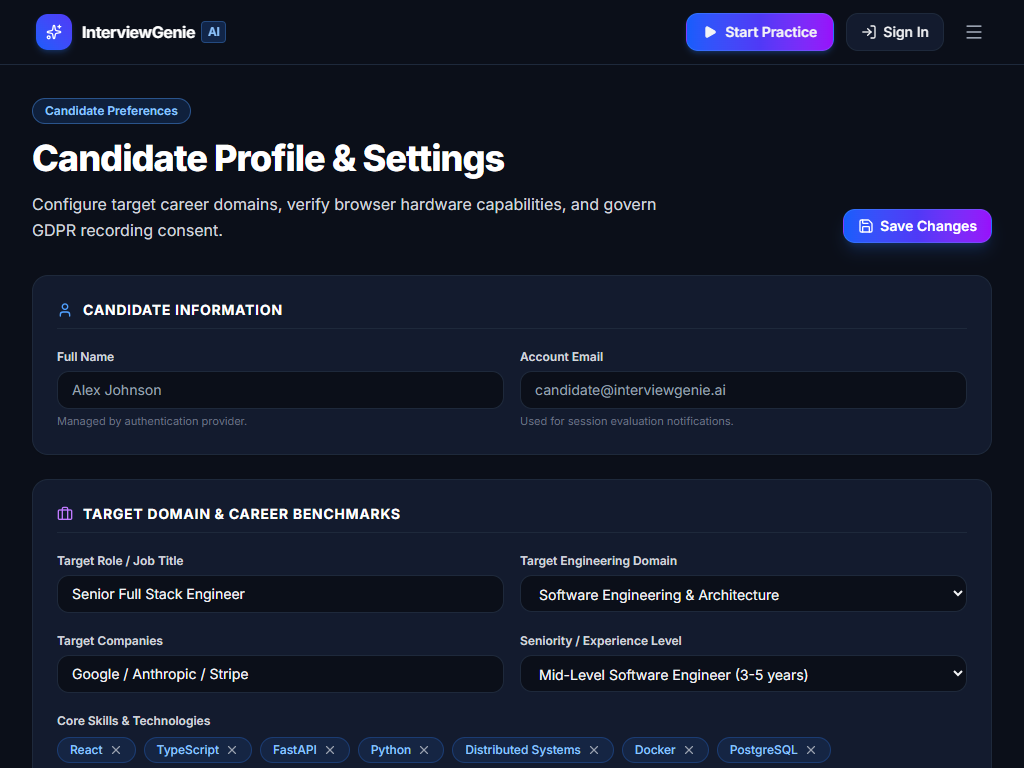 InterviewGenie AI
Start Practice
Sign In
Candidate Preferences
Candidate Profile & Settings
Configure target career domains, verify browser hardware capabilities, and govern
GDPR recording consent.
Save Changes
CANDIDATE INFORMATION
Full Name
Alex Johnson
Managed by authentication provider.
Account Email
candidate@interviewgenie.ai
Used for session evaluation notifications.
TARGET DOMAIN & CAREER BENCHMARKS
Target Role / Job Title
Senior Full Stack Engineer
Target Engineering Domain
Software Engineering & Architecture
Target Companies
Google / Anthropic / Stripe
Seniority / Experience Level
Mid-Level Software Engineer (3-5 years)
Core Skills & Technologies
React
TypeScript
FastAPI
Python
Distributed Systems
Docker
PostgreSQL